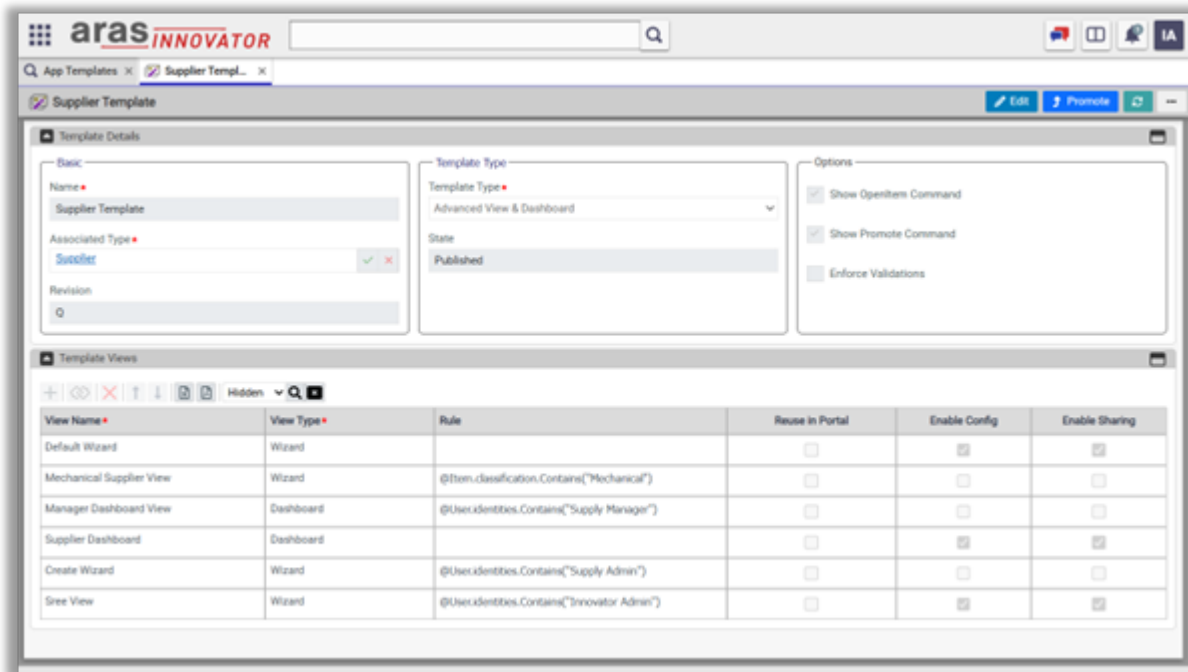 aras INNOVATOR
IA
App Templates × Supplier Templ... ×
Supplier Template
Edit Promote
Template Details
Basic
Name
Supplier Template
Associated Type
Supplier
Revision
Q
Template Type
Template Type
Advanced View & Dashboard
State
Published
Options
Show OpenItem Command
Show Promote Command
Enforce Validations
Template Views
Hidden
View Name View Type Rule Reuse in Portal Enable Config Enable Sharing
Default Wizard Wizard
Mechanical Supplier View Wizard @Item.classification.Contains("Mechanical")
Manager Dashboard View Dashboard @User.identities.Contains("Supply Manager")
Supplier Dashboard Dashboard
Create Wizard Wizard @User.identities.Contains("Supply Admin")
Sree View Wizard @User.identities.Contains("Innovator Admin")